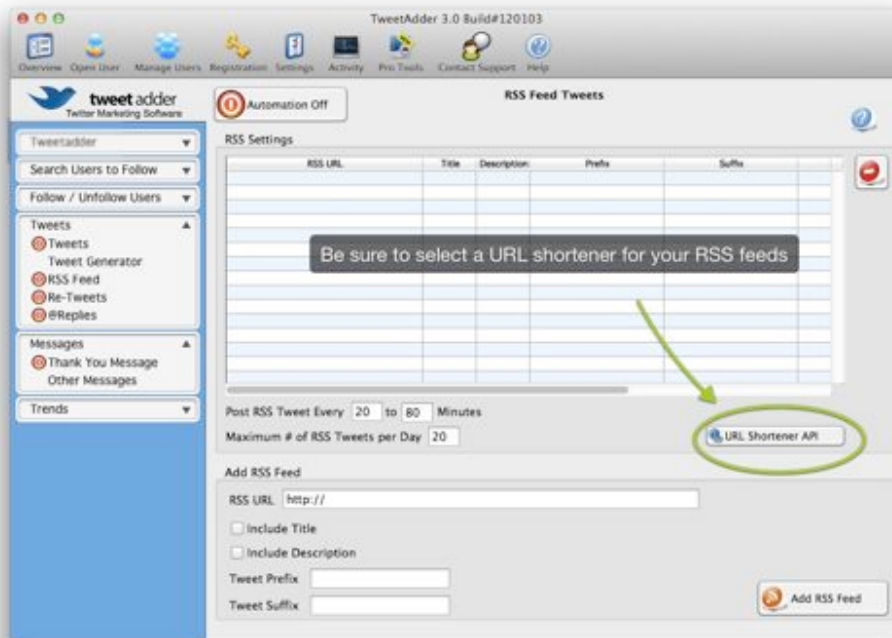 TweetAdder 3.0 Build#120103
Overview Open User Manage Users Registration Settings Activity Pro Tools Contact Support Help
tweet adder
Twitter Marketing Software
Automation Off
RSS Feed Tweets
Tweetadder
Search Users to Follow
Follow / Unfollow Users
Tweets
Tweets
Tweet Generator
RSS Feed
Re-Tweets
@Replies
Messages
Thank You Message
Other Messages
Trends
RSS Settings
RSS URL Title Description Prefix Suffix
Be sure to select a URL shortener for your RSS feeds
Post RSS Tweet Every 20 to 80 Minutes
Maximum # of RSS Tweets per Day 20
URL Shortener API
Add RSS Feed
RSS URL http://
Include Title
Include Description
Tweet Prefix
Tweet Suffix
Add RSS Feed